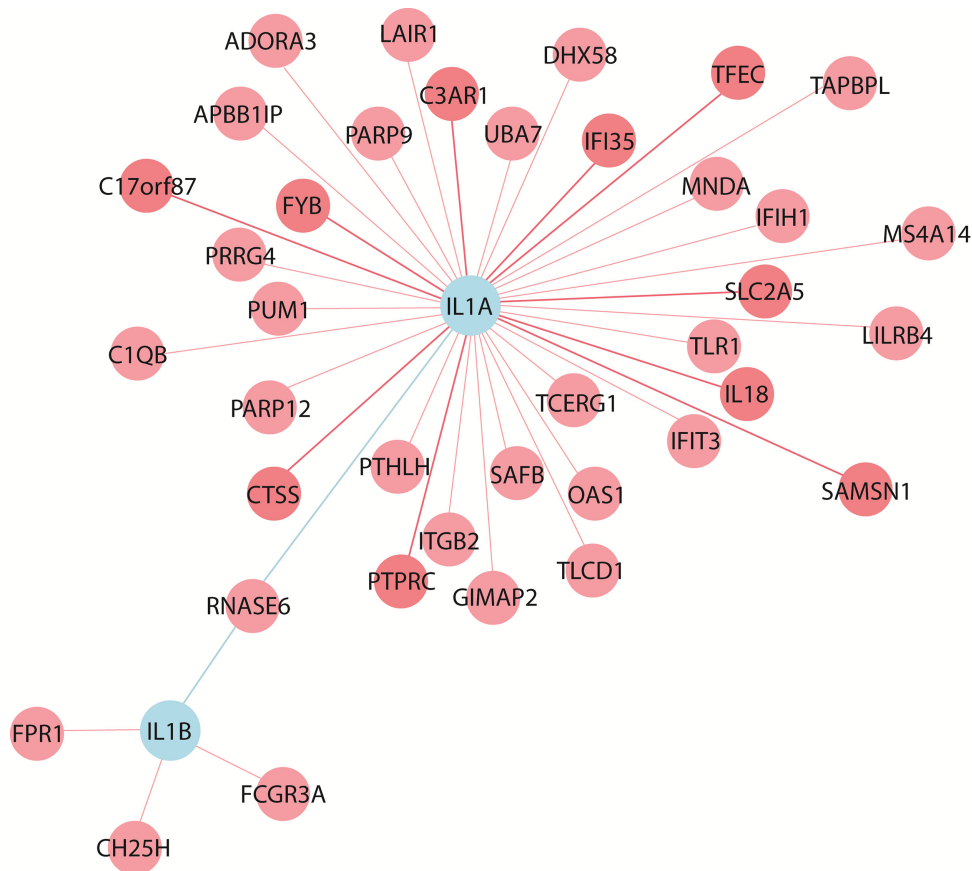 LAIR1
ADORA3
DHX58
TFEC
TAPBPL
C3AR1
APBB1IP
PARP9
UBA7
IFI35
C17orf87
MNDA
FYB
IFIH1
MS4A14
PRRG4
SLC2A5
PUM1
IL1A
LILRB4
TLR1
C1QB
IL18
PARP12
TCERG1
IFIT3
PTHLH
SAFB
CTSS
OAS1
SAMSN1
ITGB2
TLCD1
PTPRC
GIMAP2
RNASE6
FPR1
IL1B
FCGR3A
CH25H